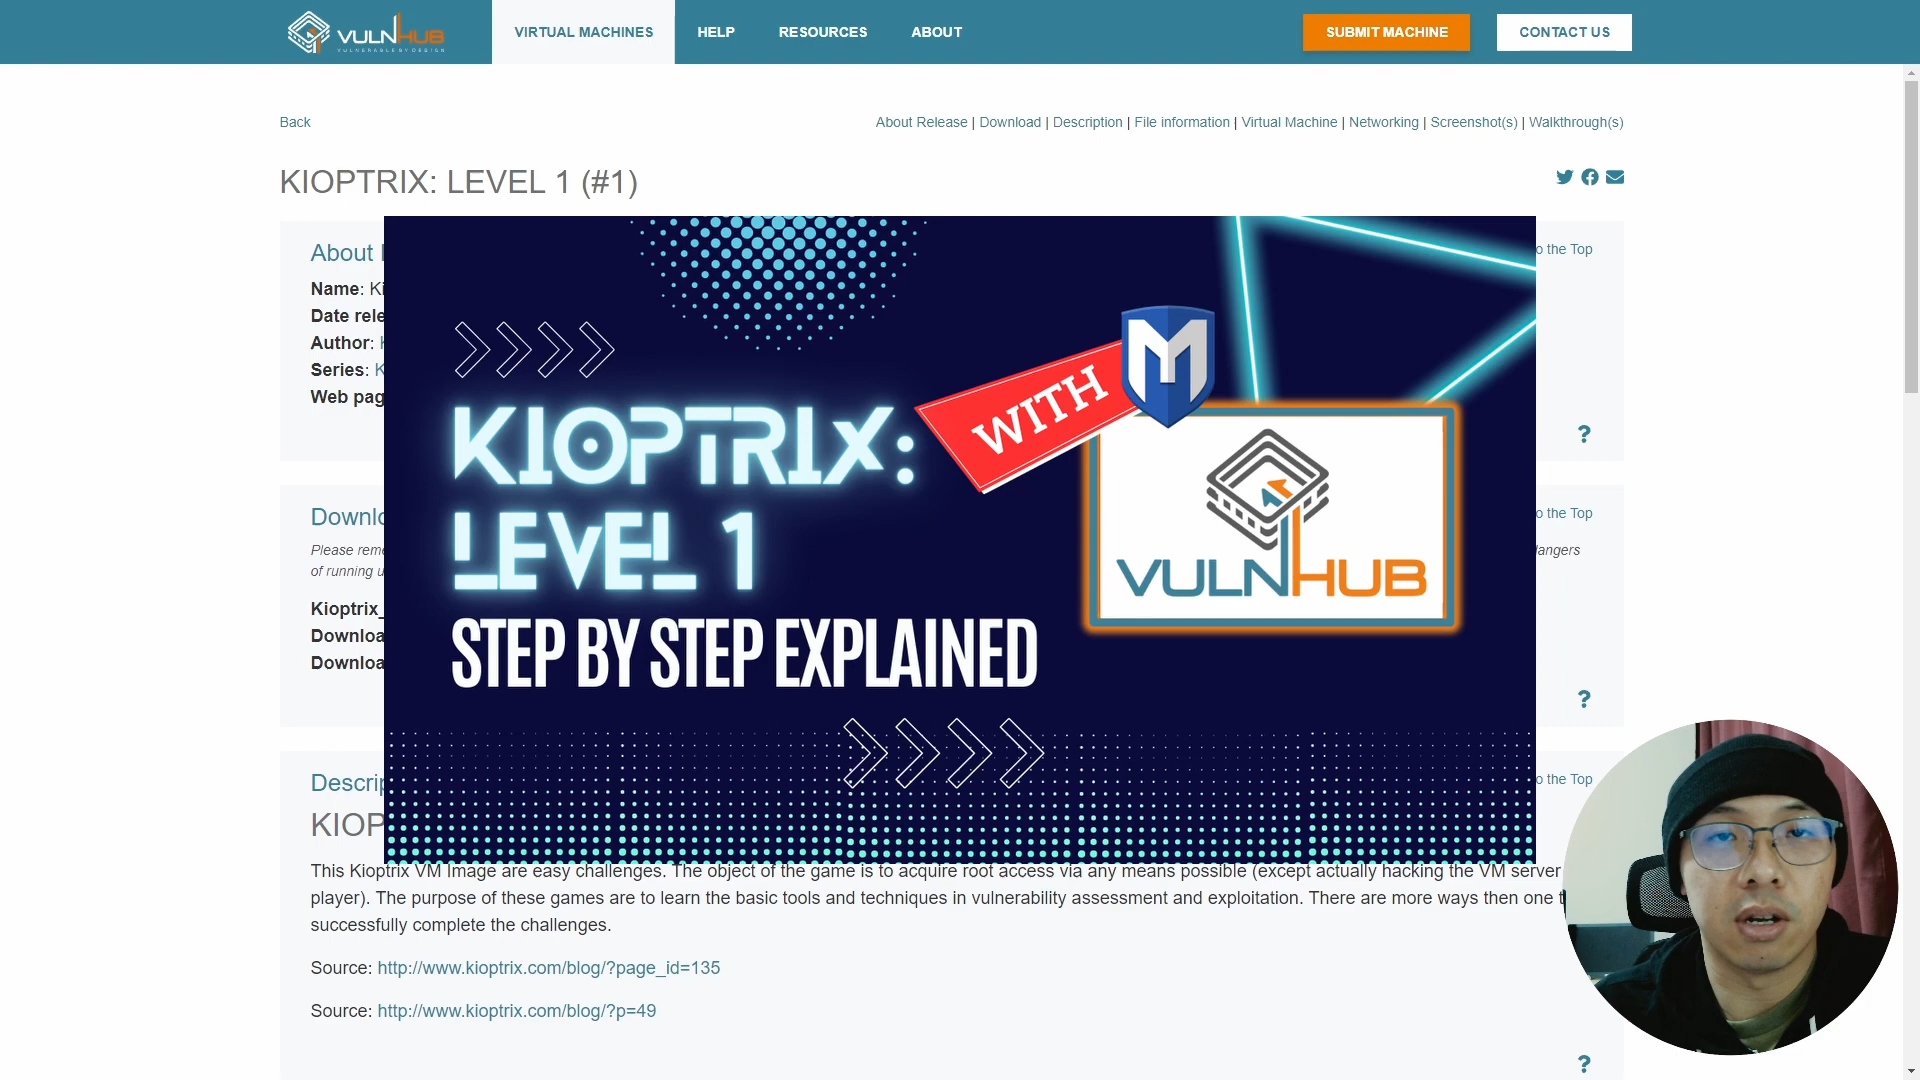 VULNHUB
VULNERABLE BY DESIGN
VIRTUAL MACHINES
HELP
RESOURCES
ABOUT
SUBMIT MACHINE
CONTACT US
Back
About Release | Download | Description | File information | Virtual Machine | Networking | Screenshot(s) | Walkthrough(s)
KIOPTRIX: LEVEL 1 (#1)
About
o the Top
Name: Ki
Date rele
Author:
Series: K
Web pag
?
WITH
M
KIOPTRIX:
LEVEL 1
STEP BY STEP EXPLAINED
VULNHUB
Downlo
o the Top
Please reme
dangers
of running u
Kioptrix_
Downloa
Downloa
?
Descrip
o the Top
KIOP
This Kioptrix VM Image are easy challenges. The object of the game is to acquire root access via any means possible (except actually hacking the VM server
player). The purpose of these games are to learn the basic tools and techniques in vulnerability assessment and exploitation. There are more ways then one t
successfully complete the challenges.
Source: http://www.kioptrix.com/blog/?page_id=135
Source: http://www.kioptrix.com/blog/?p=49
?